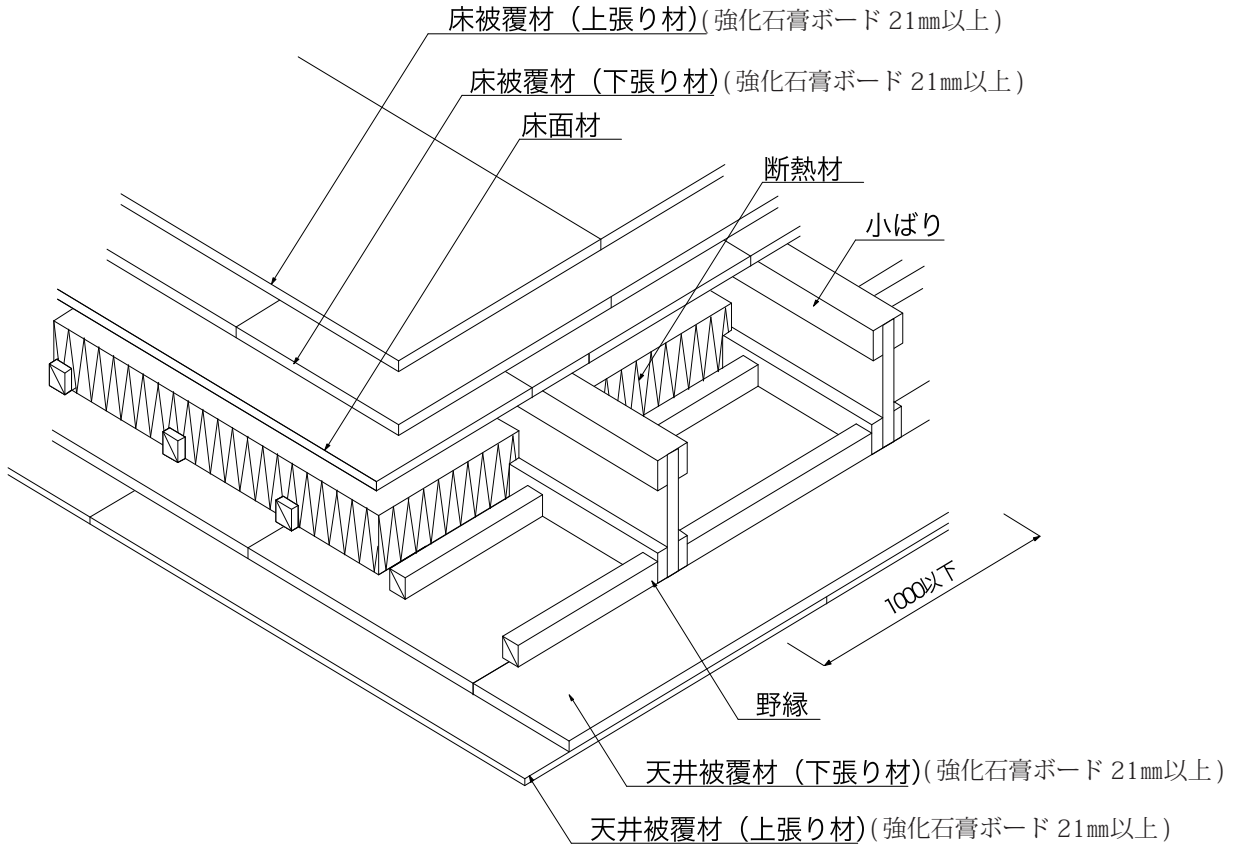 床被覆材（上張り材）(強化石膏ボード 21㎜以上)
床被覆材（下張り材）(強化石膏ボード 21㎜以上)
床面材
断熱材
小ばり
1000以下
野縁
天井被覆材（下張り材）(強化石膏ボード 21㎜以上)
天井被覆材（上張り材）(強化石膏ボード 21㎜以上)